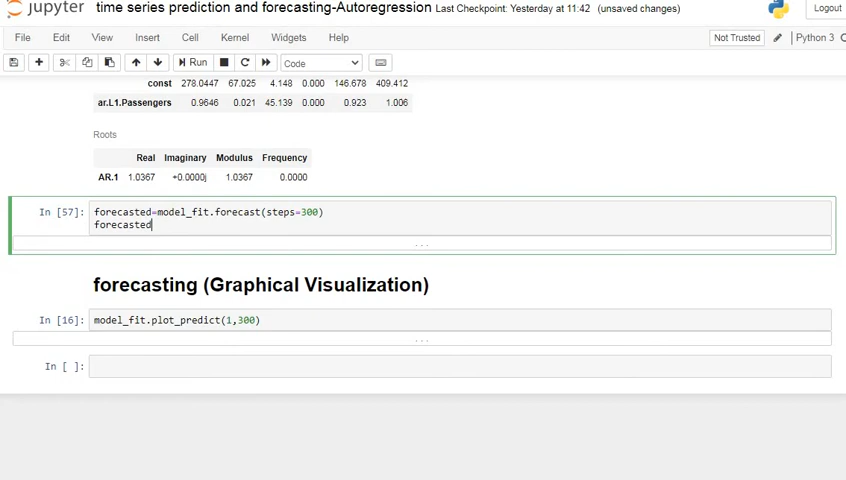 jupyter time series prediction and forecasting-Autoregression Last Checkpoint: Yesterday at 11:42 (unsaved changes) Logout
File Edit View Insert Cell Kernel Widgets Help Not Trusted Python 3
Run Code
const 278.0447 67.025 4.148 0.000 146.678 409.412
ar.L1.Passengers 0.9646 0.021 45.139 0.000 0.923 1.006
Roots
Real Imaginary Modulus Frequency
AR.1 1.0367 +0.0000j 1.0367 0.0000
In [57]: forecasted=model_fit.forecast(steps=300)
forecasted
...
forecasting (Graphical Visualization)
In [16]: model_fit.plot_predict(1,300)
...
In [ ]: